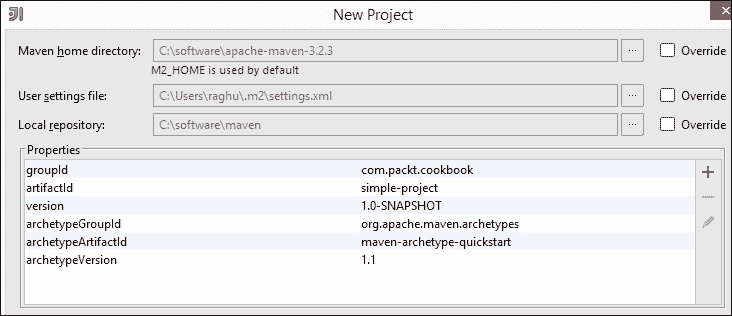 New Project
Maven home directory: C:\software\apache-maven-3.2.3 ... Override
M2_HOME is used by default
User settings file: C:\Users\raghu\.m2\settings.xml ... Override
Local repository: C:\software\maven ... Override
Properties
groupId com.packt.cookbook
artifactId simple-project
version 1.0-SNAPSHOT
archetypeGroupId org.apache.maven.archetypes
archetypeArtifactId maven-archetype-quickstart
archetypeVersion 1.1